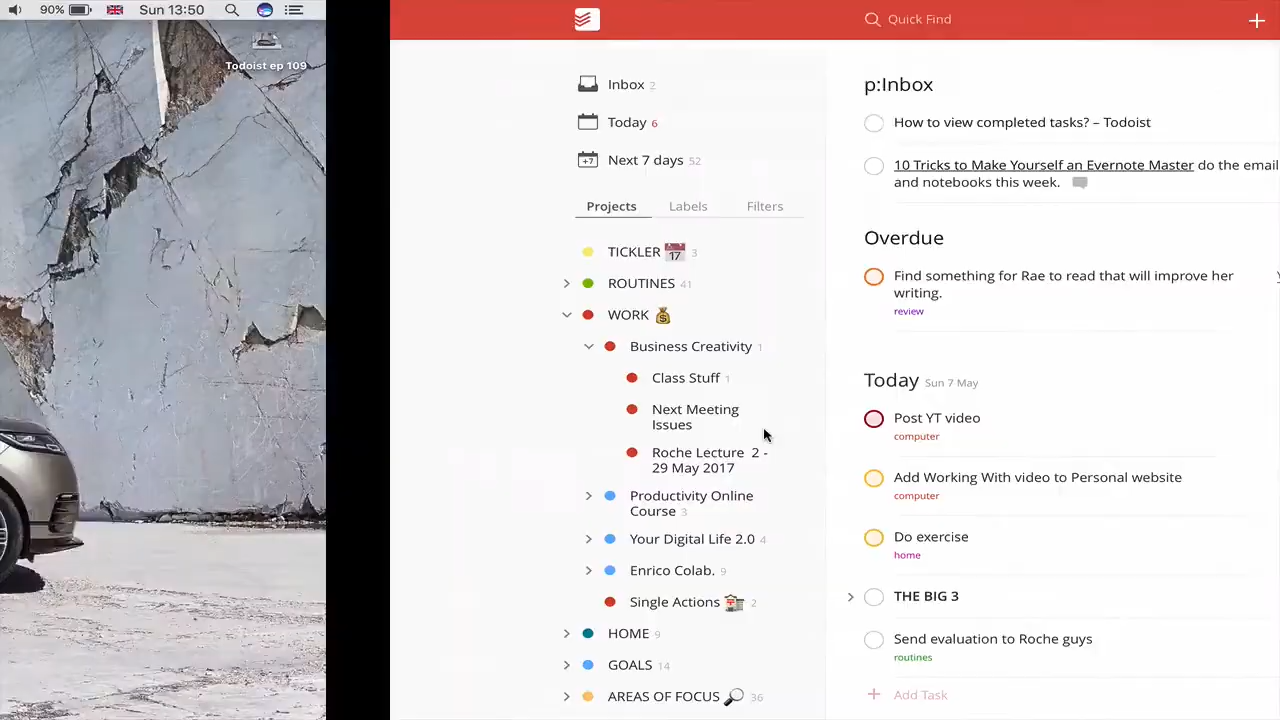 90%
Sun 13:50
Todoist ep 109
Quick Find
Inbox 2
Today 6
+7
Next 7 days 52
Projects
Labels
Filters
TICKLER 17 3
ROUTINES 41
WORK
Business Creativity 1
Class Stuff 1
Next Meeting
Issues
Roche Lecture 2 -
29 May 2017
Productivity Online
Course 3
Your Digital Life 2.0 4
Enrico Colab. 9
Single Actions 2
HOME 9
GOALS 14
AREAS OF FOCUS 36
p:Inbox
How to view completed tasks? – Todoist
10 Tricks to Make Yourself an Evernote Master do the email
and notebooks this week.
Overdue
Find something for Rae to read that will improve her
writing.
review
Today Sun 7 May
Post YT video
computer
Add Working With video to Personal website
computer
Do exercise
home
THE BIG 3
Send evaluation to Roche guys
routines
Add Task